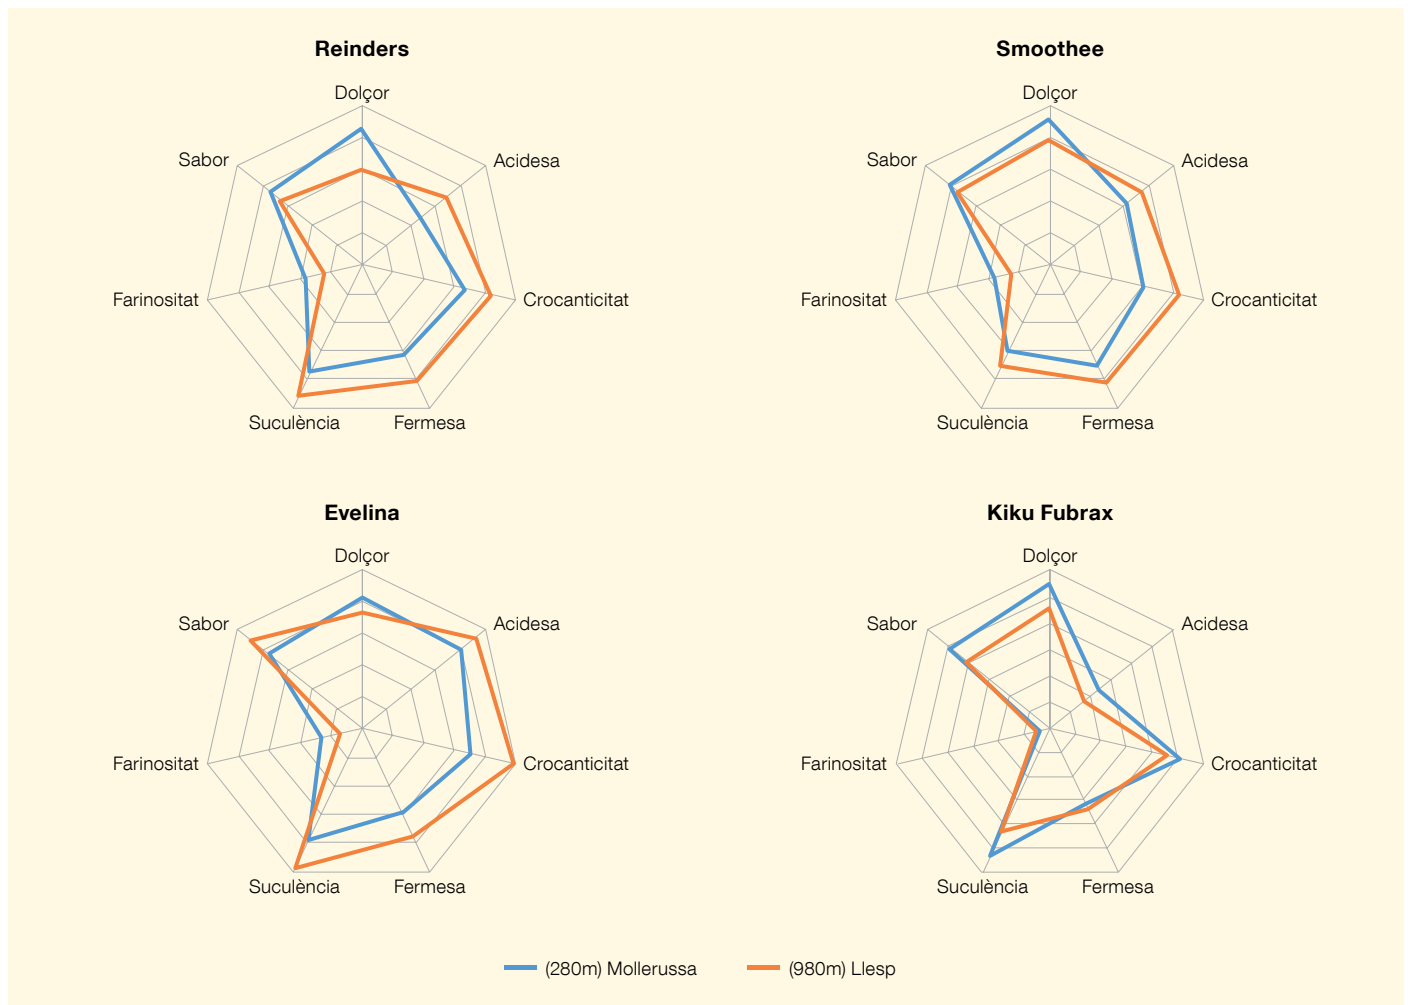 Reinders
Dolçor
Sabor
Acidesa
Farinositat
Crocanticitat
Suculència
Fermesa
Smoothee
Dolçor
Sabor
Acidesa
Farinositat
Crocanticitat
Suculència
Fermesa
Evelina
Dolçor
Sabor
Acidesa
Farinositat
Crocanticitat
Suculència
Fermesa
Kiku Fubrax
Dolçor
Sabor
Acidesa
Farinositat
Crocanticitat
Suculència
Fermesa
(280m) Mollerussa
(980m) Llesp